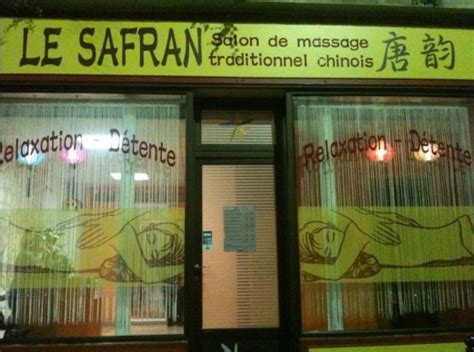 LE SAFRAN
Salon de massage
traditionnel chinois
唐韵
Relaxation - Détente
Relaxation - Détente